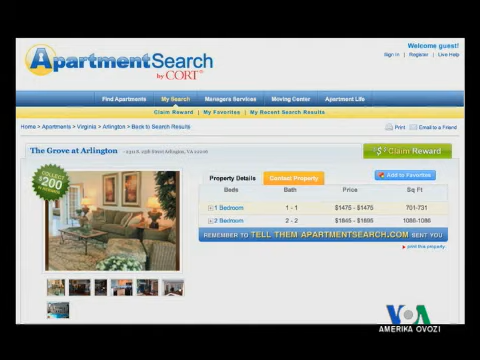 Welcome guest!
ApartmentSearch
by CORT®
Sign In | Register | Live Help
Find Apartments My Search Managers Services Moving Center Apartment Life
Claim Reward | My Favorites | My Recent Search Results
Home > Apartments > Virginia > Arlington > Back to Search Results
Print Email to a Friend
The Grove at Arlington
Claim Reward
COLLECT
$200
Property Details Contact Property
Add to Favorites
Beds Bath Price Sq Ft
1 Bedroom 1 - 1 $1475 - $1475 701-731
2 Bedroom 2 - 2 $1845 - $1895 1086-1086
REMEMBER TO TELL THEM APARTMENTSEARCH.COM SENT YOU
print this property
VOA
AMERIKA OVOZI